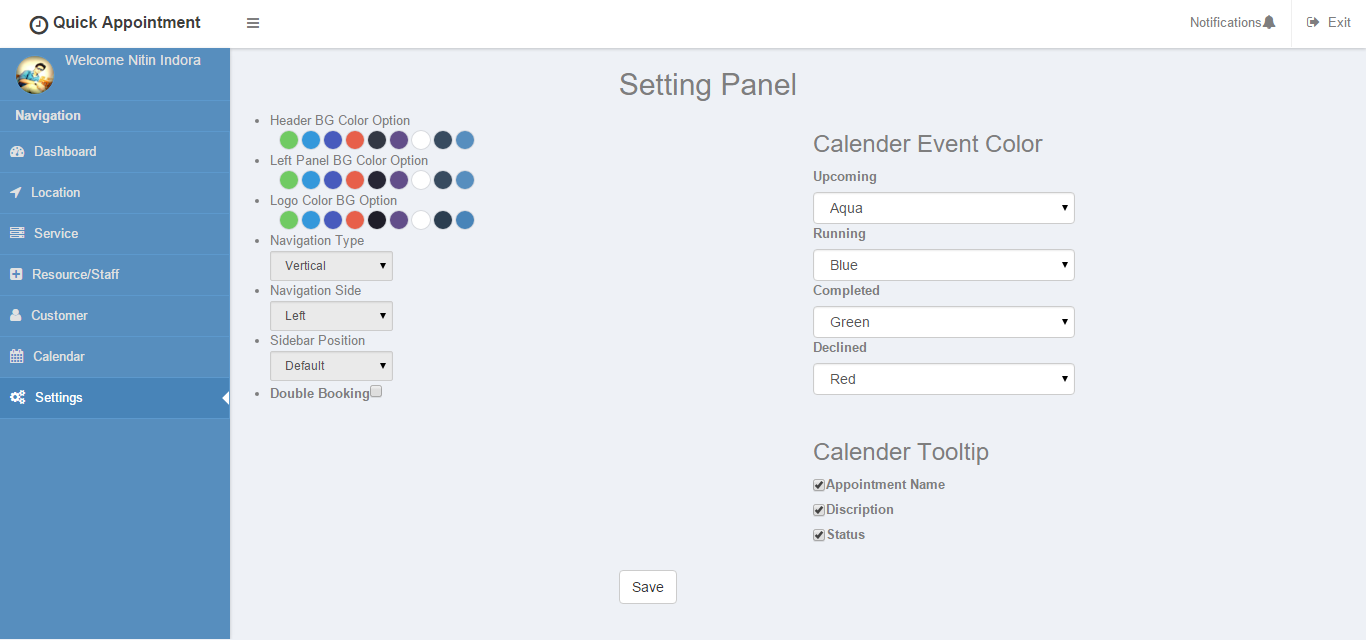 Quick Appointment
Notifications
Exit
Welcome Nitin Indora
Navigation
Dashboard
Location
Service
Resource/Staff
Customer
Calendar
Settings
Setting Panel
Header BG Color Option
Left Panel BG Color Option
Logo Color BG Option
Navigation Type
Vertical
Navigation Side
Left
Sidebar Position
Default
Double Booking
Calender Event Color
Upcoming
Aqua
Running
Blue
Completed
Green
Declined
Red
Calender Tooltip
Appointment Name
Discription
Status
Save